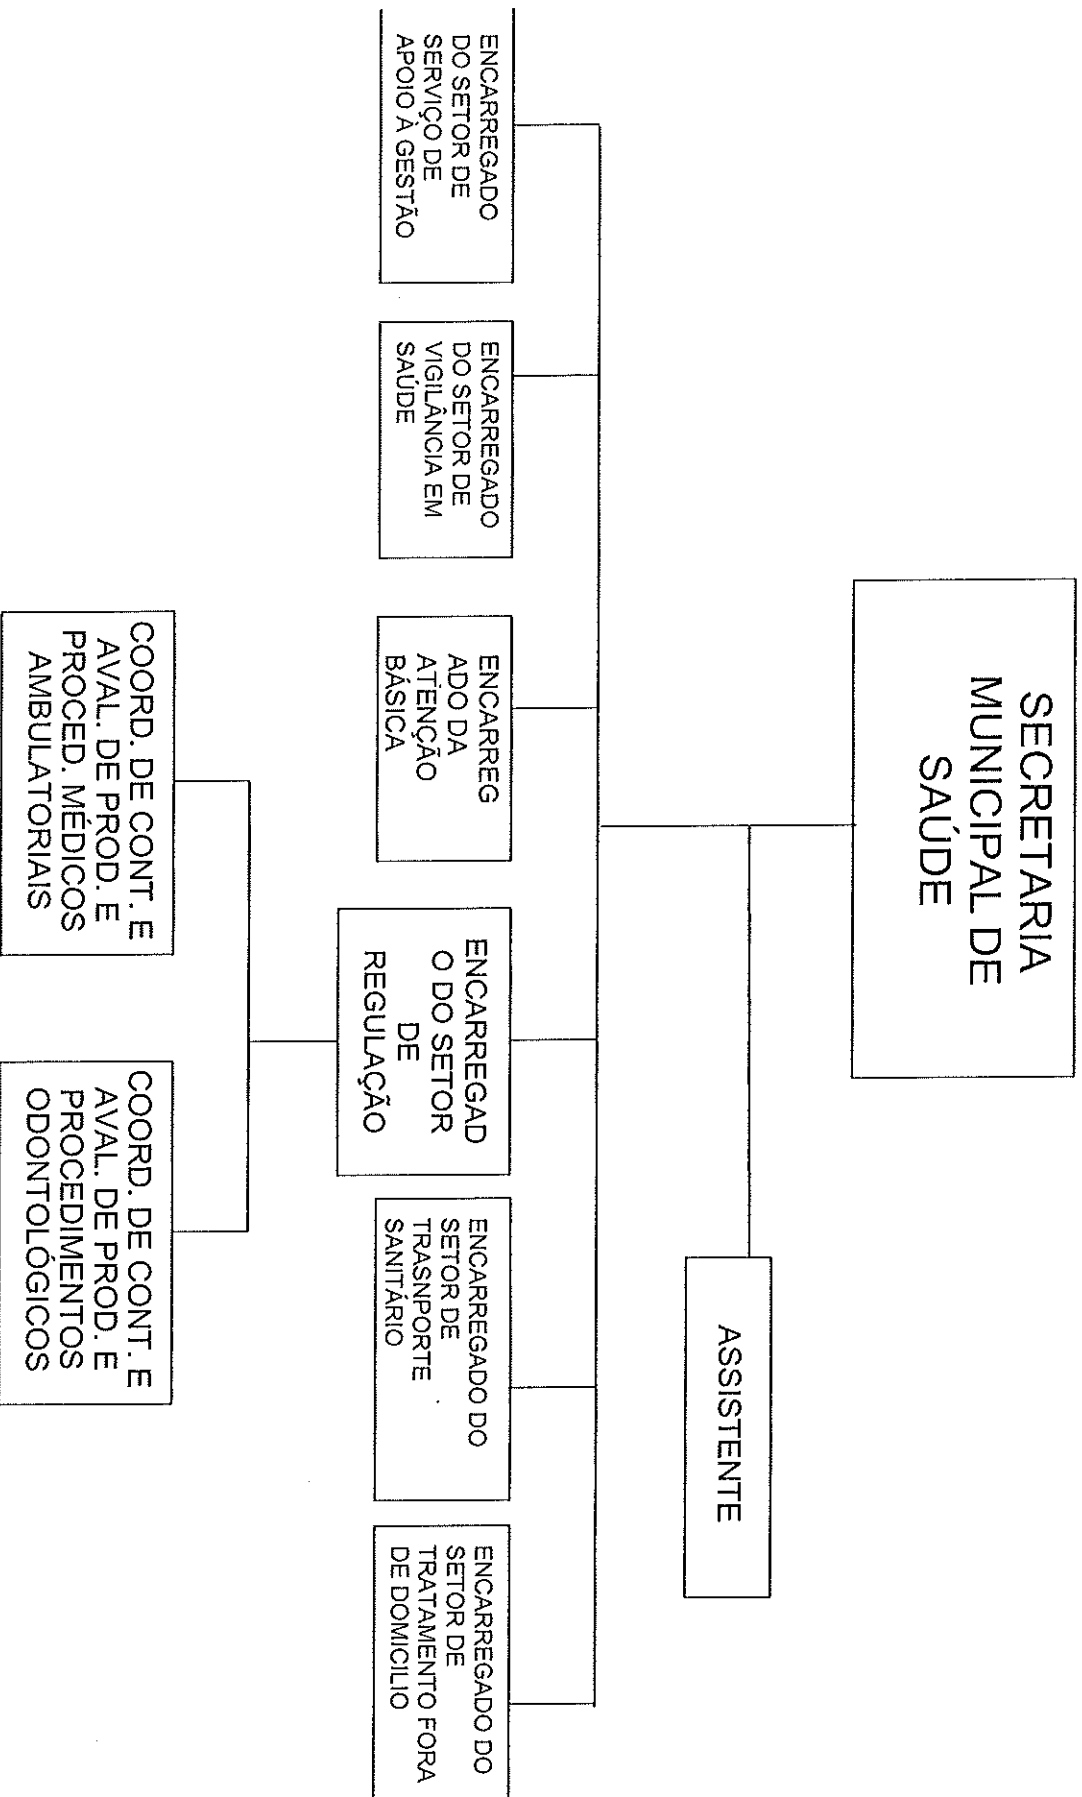 SECRETARIA
MUNICIPAL DE
SAÚDE
ASSISTENTE
ENCARREGADO
DO SETOR DE
SERVIÇO DE
APOIO À GESTÃO
ENCARREGADO
DO SETOR DE
VIGILÂNCIA EM
SAÚDE
ENCARREG
ADO DA
ATENÇÃO
BÁSICA
ENCARREGAD
O DO SETOR
DE
REGULAÇÃO
ENCARREGADO DO
SETOR DE
TRASNPORTE
SANITÁRIO
ENCARREGADO DO
SETOR DE
TRATAMENTO FORA
DE DOMICILIO
COORD. DE CONT. E
AVAL. DE PROD. E
PROCED. MÉDICOS
AMBULATORIAIS
COORD. DE CONT. E
AVAL. DE PROD. E
PROCEDIMENTOS
ODONTOLÓGICOS